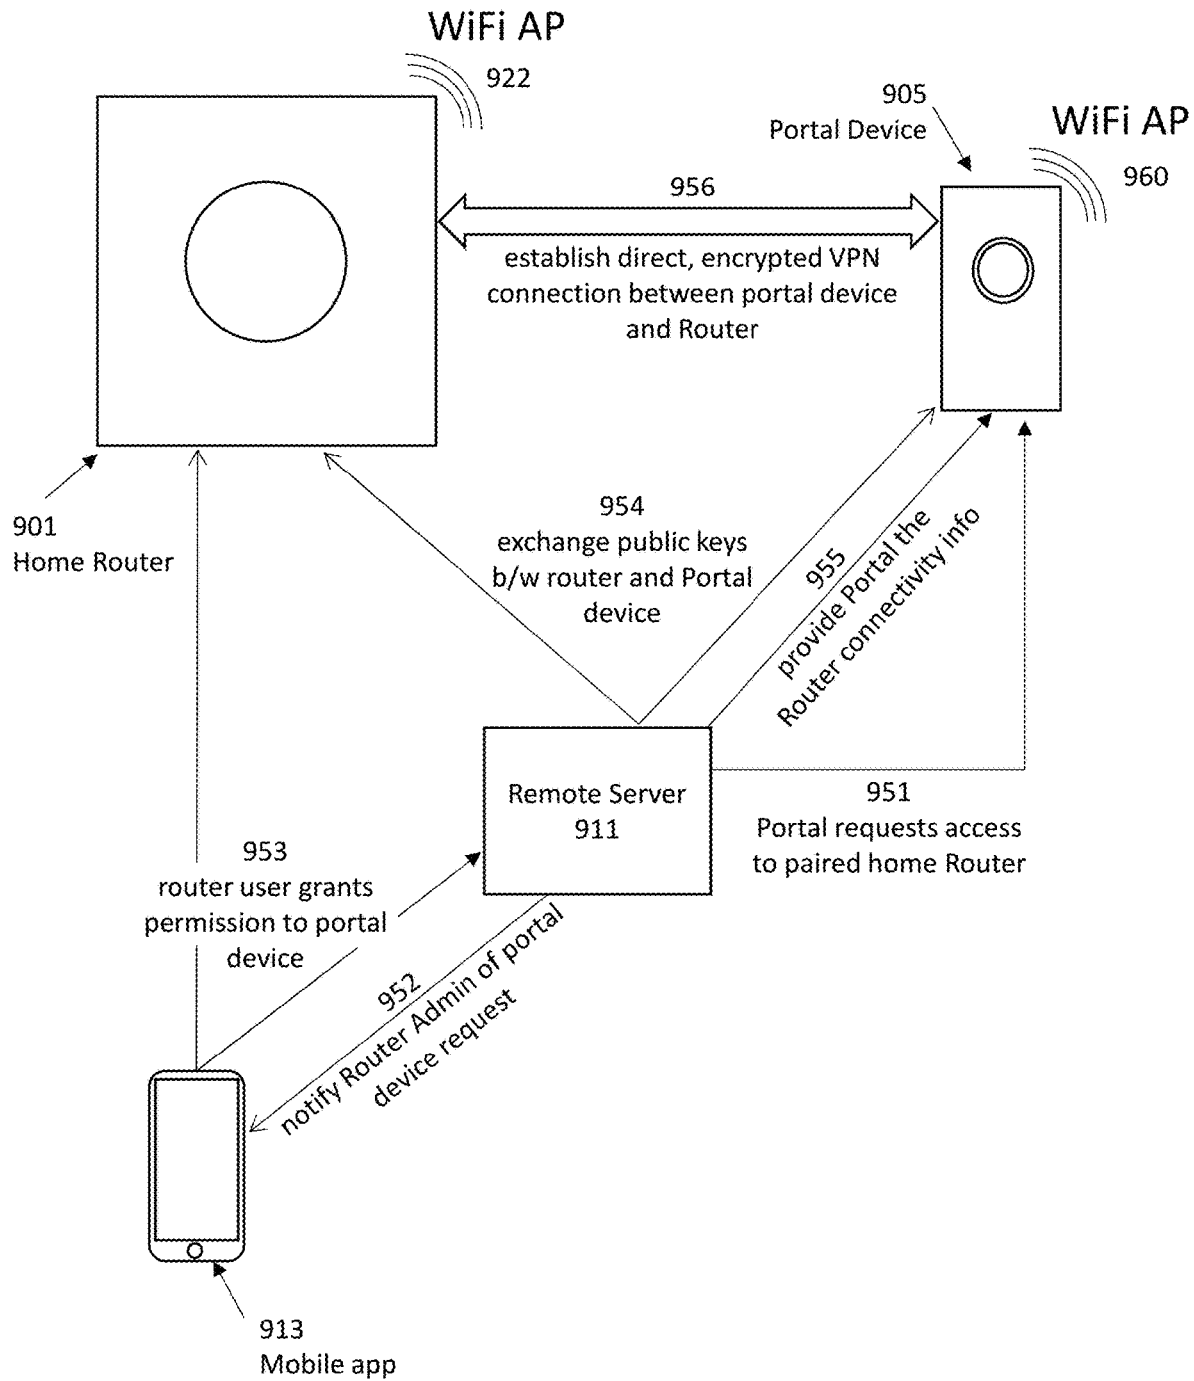 WiFi AP
922
905
Portal Device
WiFi AP
960
956
establish direct, encrypted VPN
connection between portal device
and Router
901
Home Router
954
exchange public keys
b/w router and Portal
device
955
provide Portal the
Router connectivity info
Remote Server
911
951
Portal requests access
to paired home Router
953
router user grants
permission to portal
device
952
notify Router Admin of portal
device request
913
Mobile app